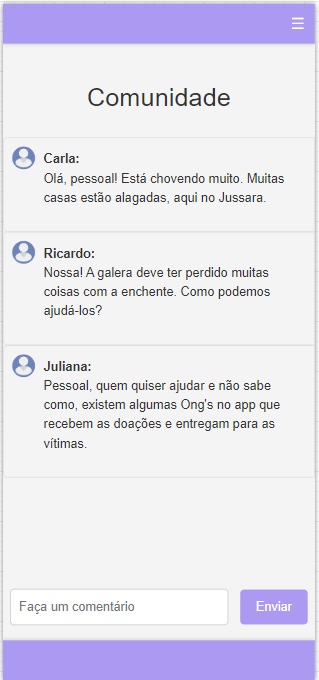 Comunidade
Carla:
Olá, pessoal! Está chovendo muito. Muitas
casas estão alagadas, aqui no Jussara.
Ricardo:
Nossa! A galera deve ter perdido muitas
coisas com a enchente. Como podemos
ajudá-los?
Juliana:
Pessoal, quem quiser ajudar e não sabe
como, existem algumas Ong's no app que
recebem as doações e entregam para as
vítimas.
Faça um comentário
Enviar